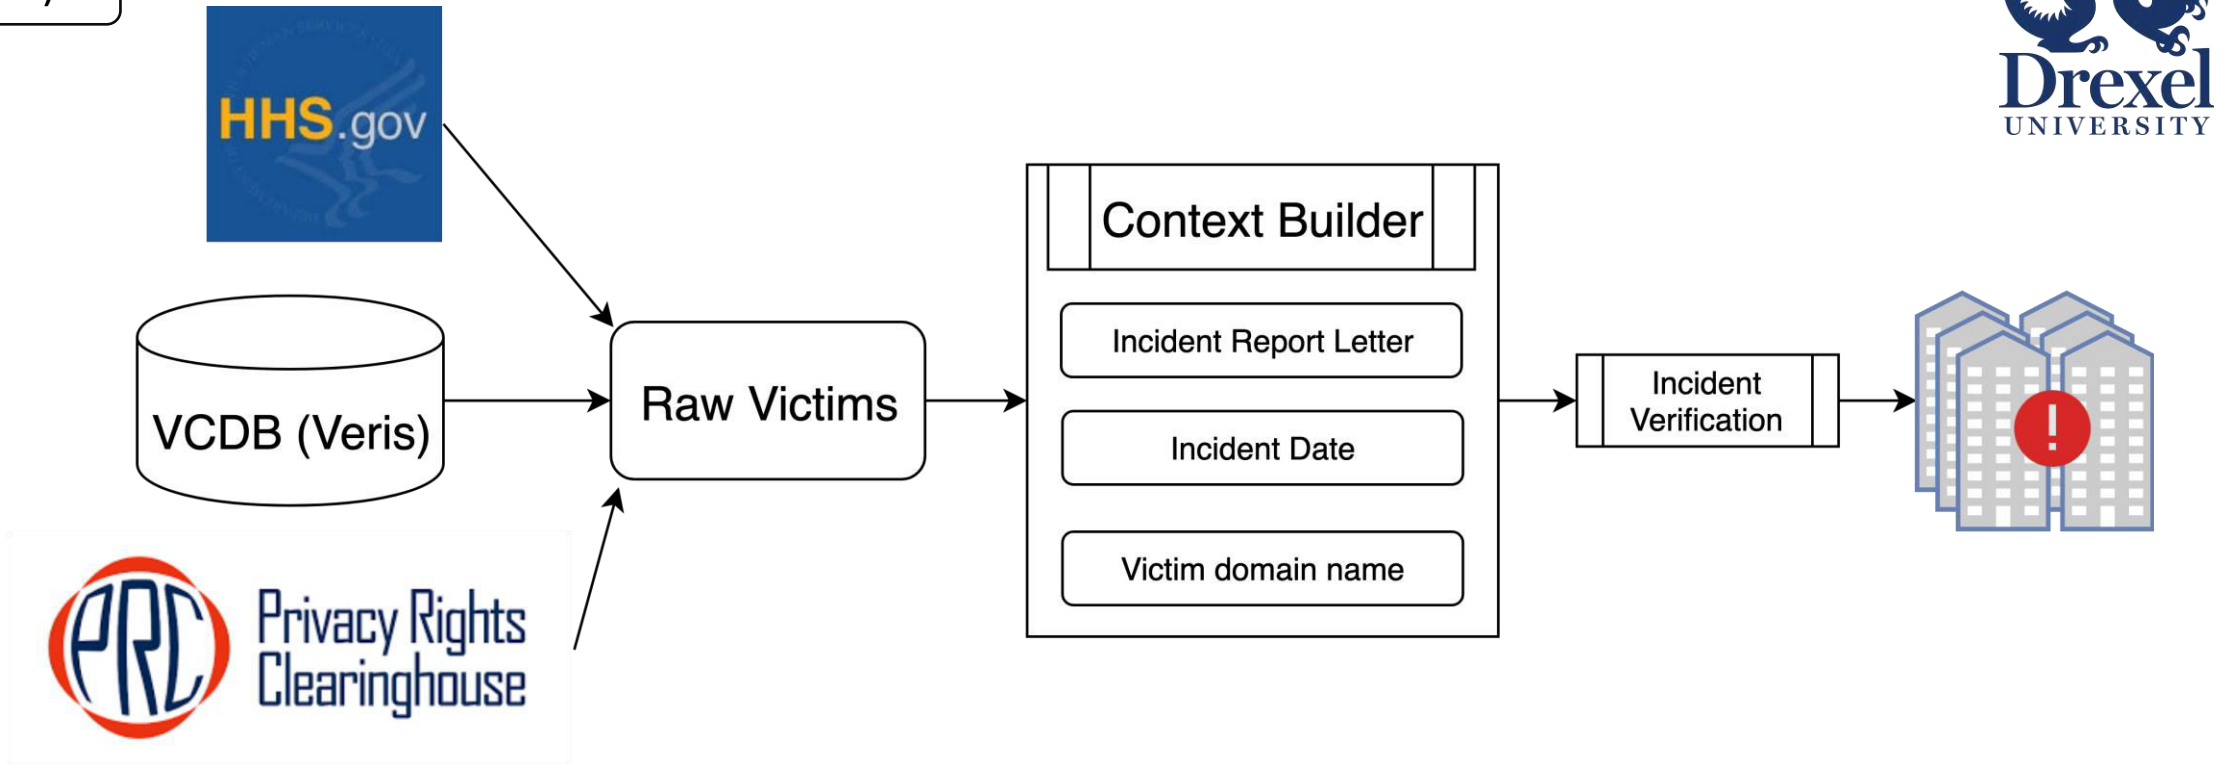 HHS.gov
Drexel
UNIVERSITY
Context Builder
Incident Report Letter
Incident Date
Victim domain name
VCDB (Veris)
Raw Victims
Incident
Verification
!
PRC
Privacy Rights
Clearinghouse